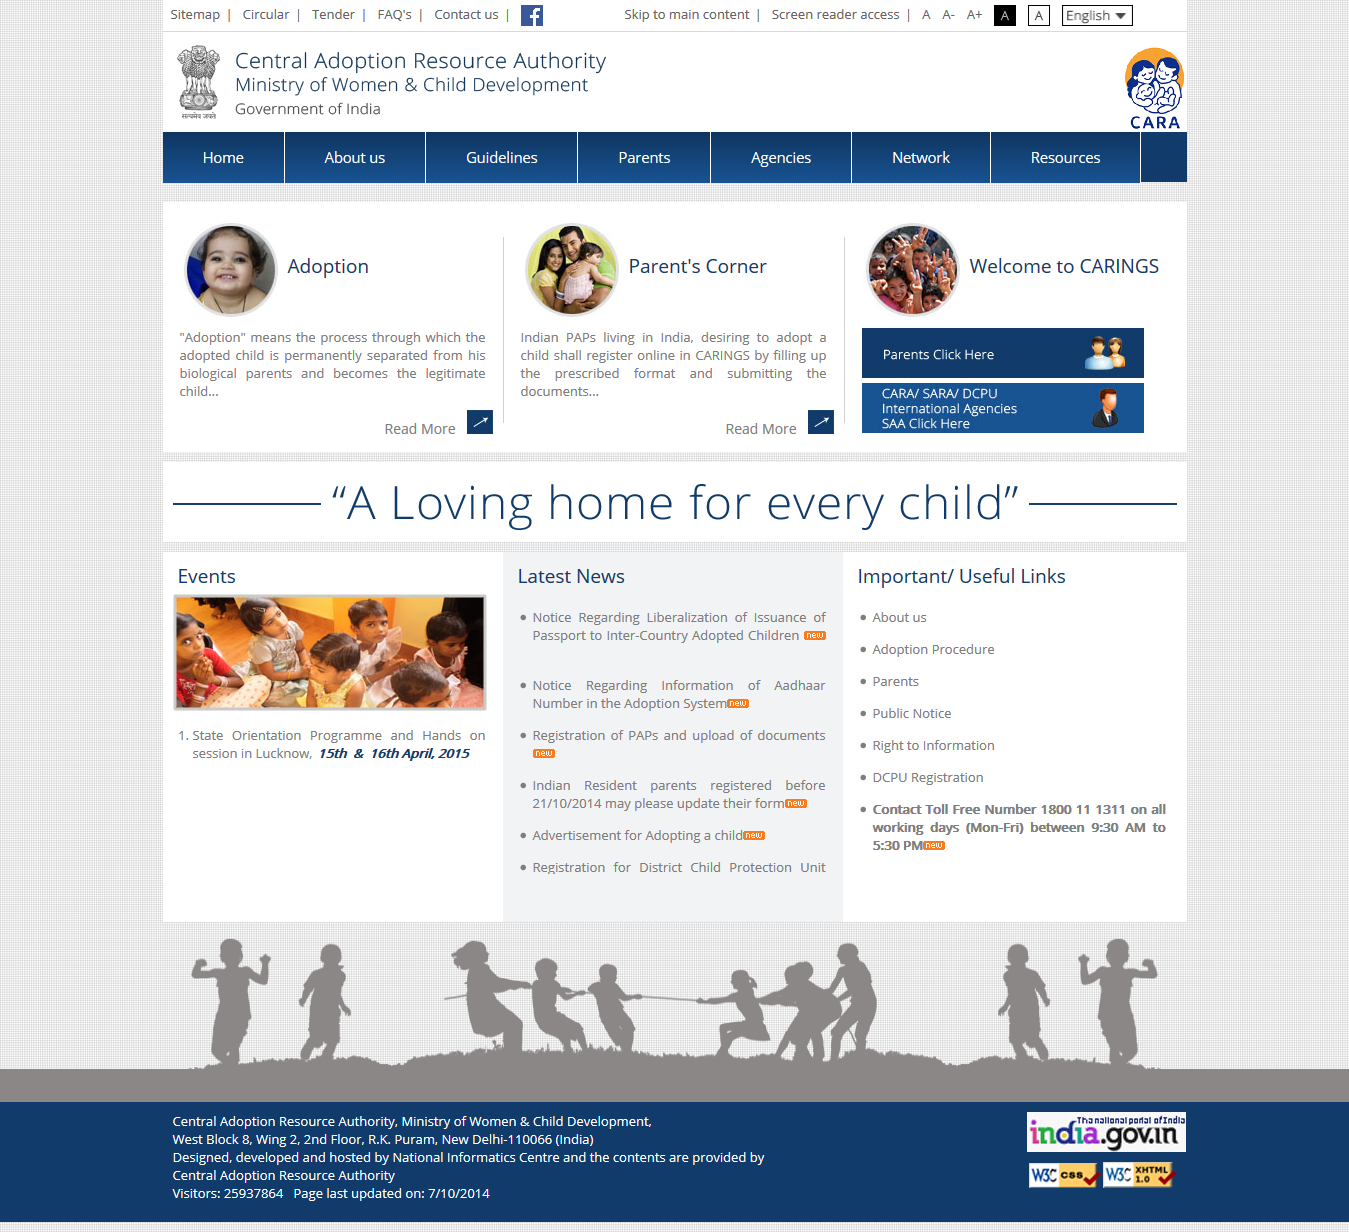 Sitemap | Circular | Tender | FAQ's | Contact us |
Skip to main content | Screen reader access | A A- A+ A A English
सत्यमेव जयते
Central Adoption Resource Authority
Ministry of Women & Child Development
Government of India
CARA
Home About us Guidelines Parents Agencies Network Resources
Adoption
"Adoption" means the process through which the
adopted child is permanently separated from his
biological parents and becomes the legitimate
child...
Read More
Parent's Corner
Indian PAPs living in India, desiring to adopt a
child shall register online in CARINGS by filling up
the prescribed format and submitting the
documents...
Read More
Welcome to CARINGS
Parents Click Here
CARA/ SARA/ DCPU
International Agencies
SAA Click Here
“A Loving home for every child”
Events
1. State Orientation Programme and Hands on
session in Lucknow, 15th & 16th April, 2015
Latest News
Notice Regarding Liberalization of Issuance of
Passport to Inter-Country Adopted Children new
Notice Regarding Information of Aadhaar
Number in the Adoption System new
Registration of PAPs and upload of documents
new
Indian Resident parents registered before
21/10/2014 may please update their form new
Advertisement for Adopting a child new
Registration for District Child Protection Unit
Important/ Useful Links
About us
Adoption Procedure
Parents
Public Notice
Right to Information
DCPU Registration
Contact Toll Free Number 1800 11 1311 on all
working days (Mon-Fri) between 9:30 AM to
5:30 PM new
Central Adoption Resource Authority, Ministry of Women & Child Development,
West Block 8, Wing 2, 2nd Floor, R.K. Puram, New Delhi-110066 (India)
Designed, developed and hosted by National Informatics Centre and the contents are provided by
Central Adoption Resource Authority
Visitors: 25937864 Page last updated on: 7/10/2014
The national portal of India
india.gov.in
W3C css W3C XHTML 1.0